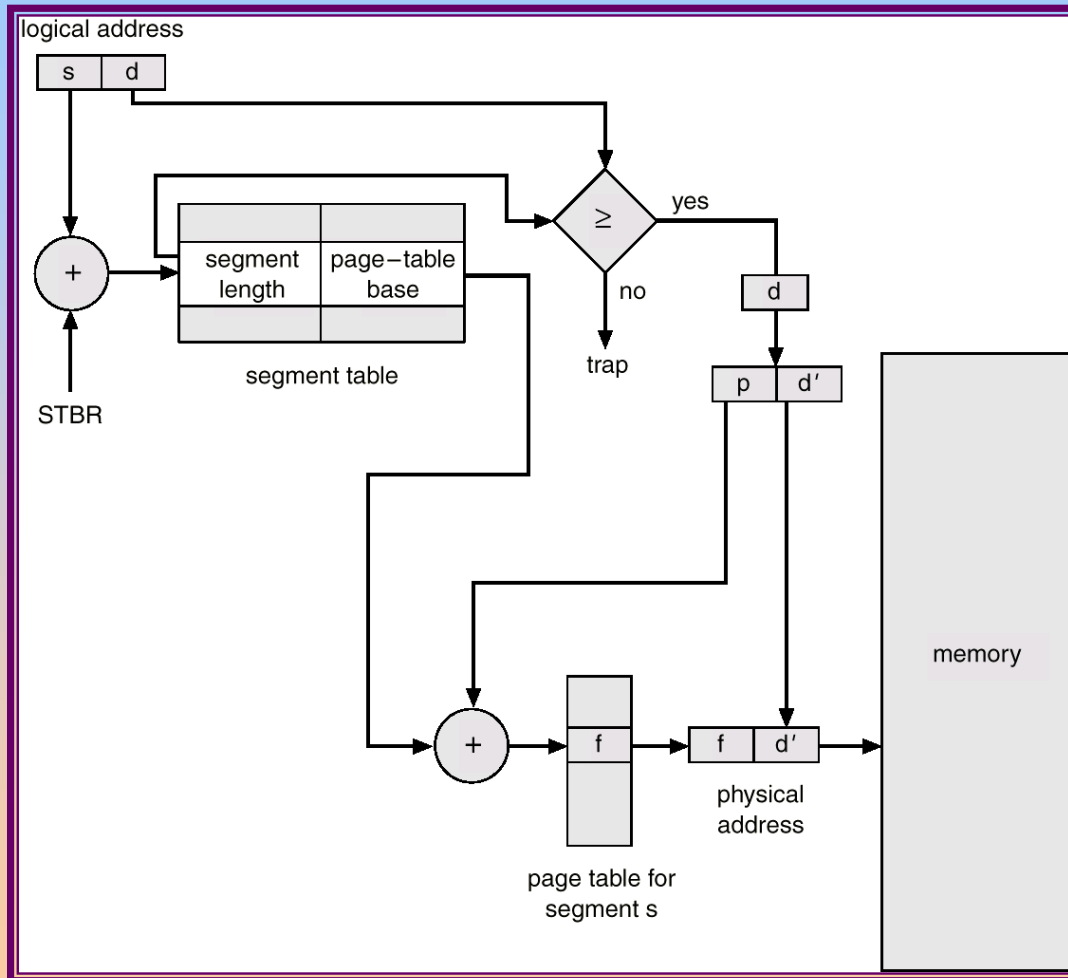 logical address
s d
≥
yes
segment length
page–table base
+
d
no
segment table
trap
p d′
STBR
memory
+
f
f d′
physical address
page table for segment s